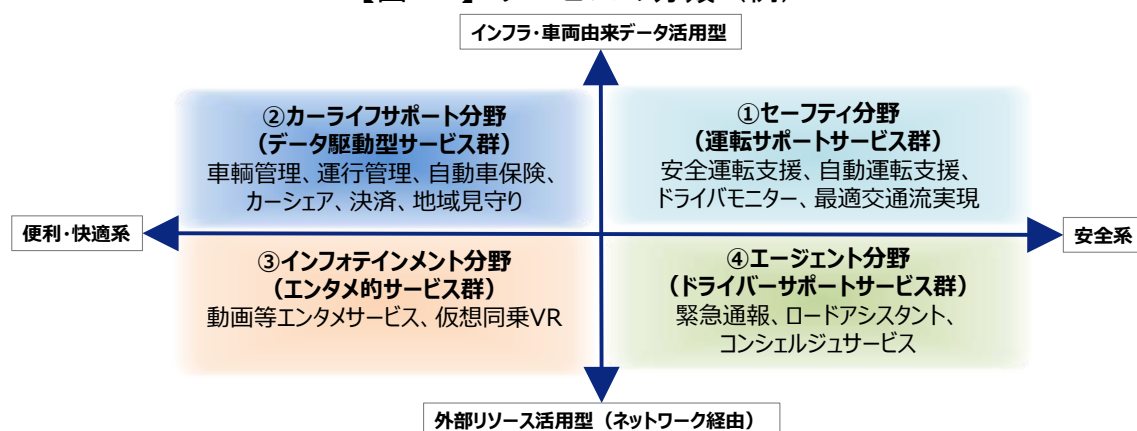 インフラ・車両由来データ活用型
②カーライフサポート分野
(データ駆動型サービス群)
車輌管理、運行管理、自動車保険、
カーシェア、決済、地域見守り
①セーフティ分野
(運転サポートサービス群)
安全運転支援、自動運転支援、
ドライバモニター、最適交通流実現
便利・快適系
安全系
③インフォテインメント分野
(エンタメ的サービス群)
動画等エンタメサービス、仮想同乗VR
④エージェント分野
(ドライバーサポートサービス群)
緊急通報、ロードアシスタント、
コンシェルジュサービス
外部リソース活用型(ネットワーク経由)